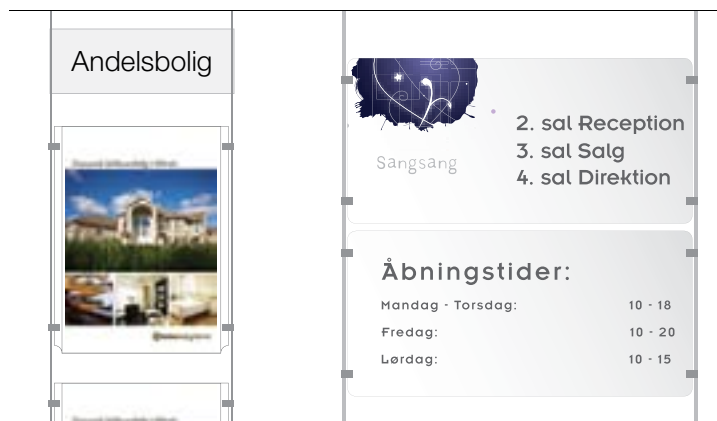 Andelsbolig
2. sal Reception
3. sal Salg
4. sal Direktion
Sangsang
Åbningstider:
Mandag - Torsdag: 10 - 18
Fredag: 10 - 20
Lørdag: 10 - 15